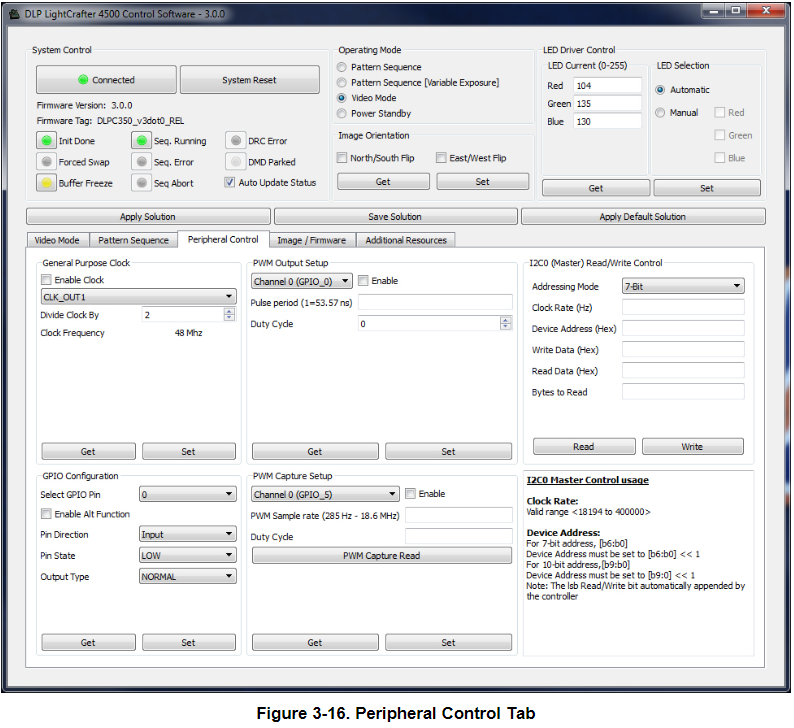 DLP LightCrafter 4500 Control Software - 3.0.0
System Control
Connected
System Reset
Firmware Version: 3.0.0
Firmware Tag: DLPC350_v3dot0_REL
Init Done
Seq. Running
DRC Error
Forced Swap
Seq. Error
DMD Parked
Buffer Freeze
Seq Abort
Auto Update Status
Operating Mode
Pattern Sequence
Pattern Sequence [Variable Exposure]
Video Mode
Power Standby
Image Orientation
North/South Flip
East/West Flip
Get
Set
LED Driver Control
LED Current (0-255)
Red 104
Green 135
Blue 130
LED Selection
Automatic
Manual
Red
Green
Blue
Get
Set
Apply Solution
Save Solution
Apply Default Solution
Video Mode
Pattern Sequence
Peripheral Control
Image / Firmware
Additional Resources
General Purpose Clock
Enable Clock
CLK_OUT1
Divide Clock By 2
Clock Frequency 48 Mhz
Get
Set
PWM Output Setup
Channel 0 (GPIO_0)
Enable
Pulse period (1=53.57 ns)
Duty Cycle 0
Get
Set
I2C0 (Master) Read/Write Control
Addressing Mode 7-Bit
Clock Rate (Hz)
Device Address (Hex)
Write Data (Hex)
Read Data (Hex)
Bytes to Read
Read
Write
GPIO Configuration
Select GPIO Pin 0
Enable Alt Function
Pin Direction Input
Pin State LOW
Output Type NORMAL
Get
Set
PWM Capture Setup
Channel 0 (GPIO_5)
Enable
PWM Sample rate (285 Hz - 18.6 MHz)
Duty Cycle
PWM Capture Read
Get
Set
I2C0 Master Control usage
Clock Rate:
Valid range <18194 to 400000>
Device Address:
For 7-bit address, [b6:b0]
Device Address must be set to [b6:b0] << 1
For 10-bit address,[b9:b0]
Device Address must be set to [b9:0] << 1
Note: The lsb Read/Write bit automatically appended by
the controller
Figure 3-16. Peripheral Control Tab